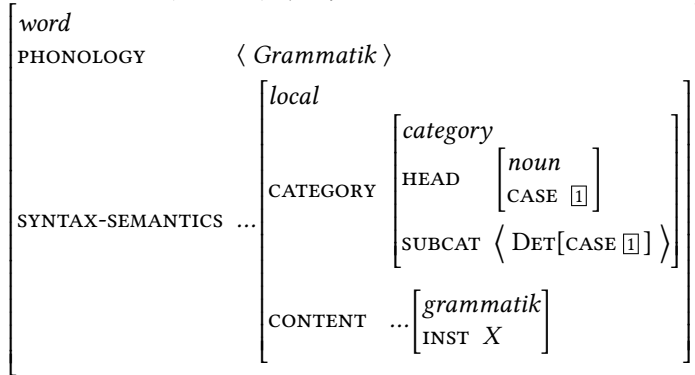 word
PHONOLOGY ⟨ Grammatik ⟩
local
category
HEAD noun
CASE 1
CATEGORY
SUBCAT ⟨ DET[CASE 1] ⟩
SYNTAX-SEMANTICS ...
grammatik
CONTENT ...
INST X